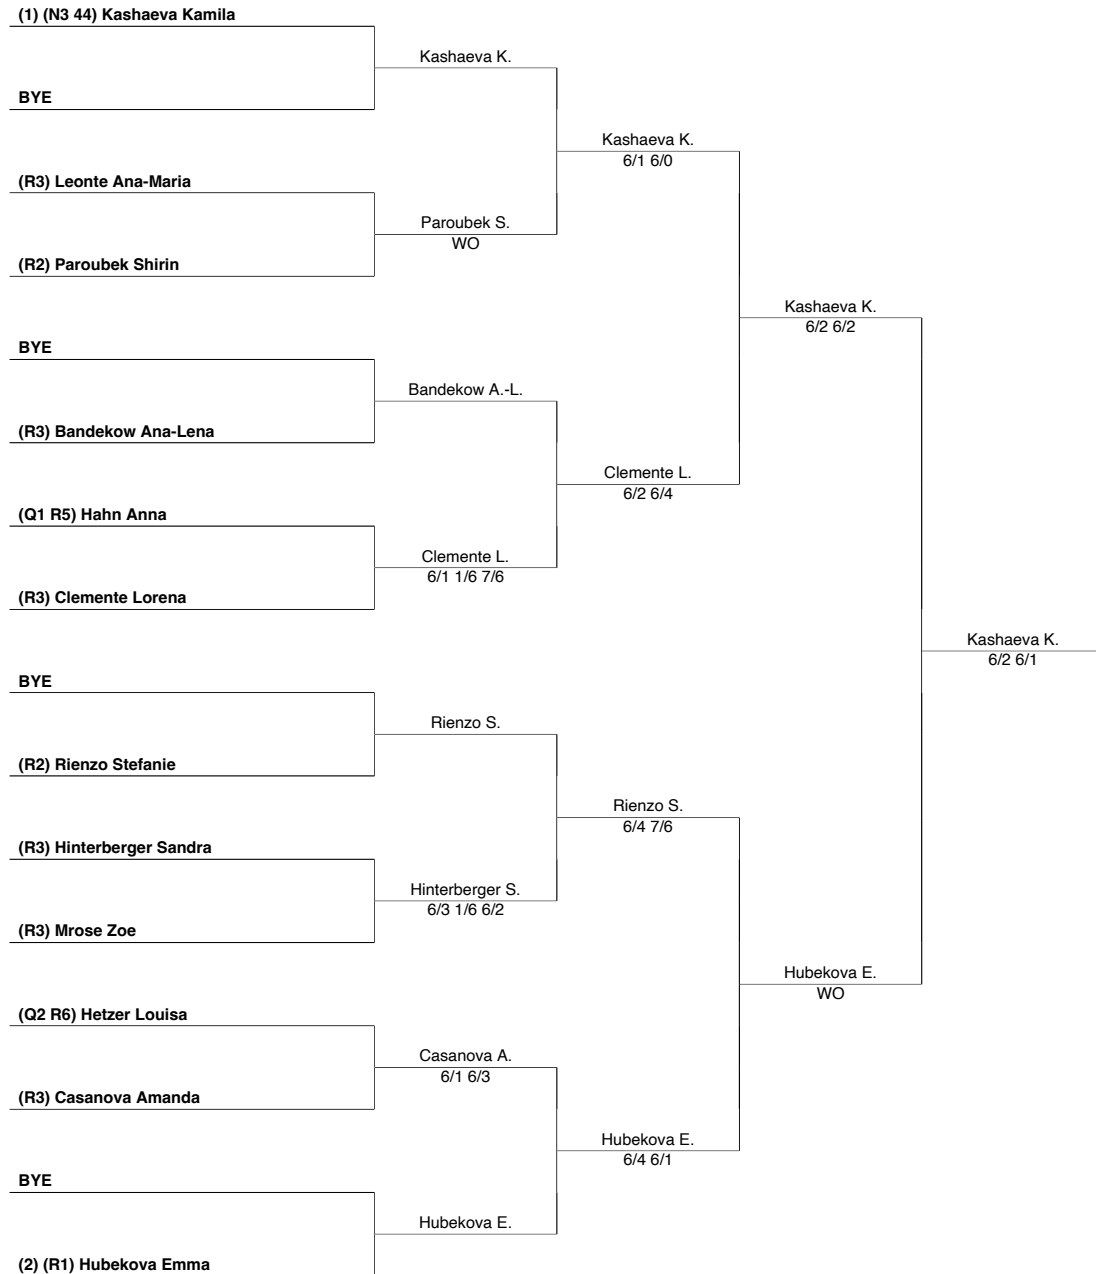 (1) (N3 44) Kashaeva Kamila
Kashaeva K.
BYE
Kashaeva K.
6/1 6/0
(R3) Leonte Ana-Maria
Paroubek S.
WO
(R2) Paroubek Shirin
Kashaeva K.
6/2 6/2
BYE
Bandekow A.-L.
(R3) Bandekow Ana-Lena
Clemente L.
6/2 6/4
(Q1 R5) Hahn Anna
Clemente L.
6/1 1/6 7/6
(R3) Clemente Lorena
Kashaeva K.
6/2 6/1
BYE
Rienzo S.
(R2) Rienzo Stefanie
Rienzo S.
6/4 7/6
(R3) Hinterberger Sandra
Hinterberger S.
6/3 1/6 6/2
(R3) Mrose Zoe
Hubekova E.
WO
(Q2 R6) Hetzer Louisa
Casanova A.
6/1 6/3
(R3) Casanova Amanda
Hubekova E.
6/4 6/1
BYE
Hubekova E.
(2) (R1) Hubekova Emma